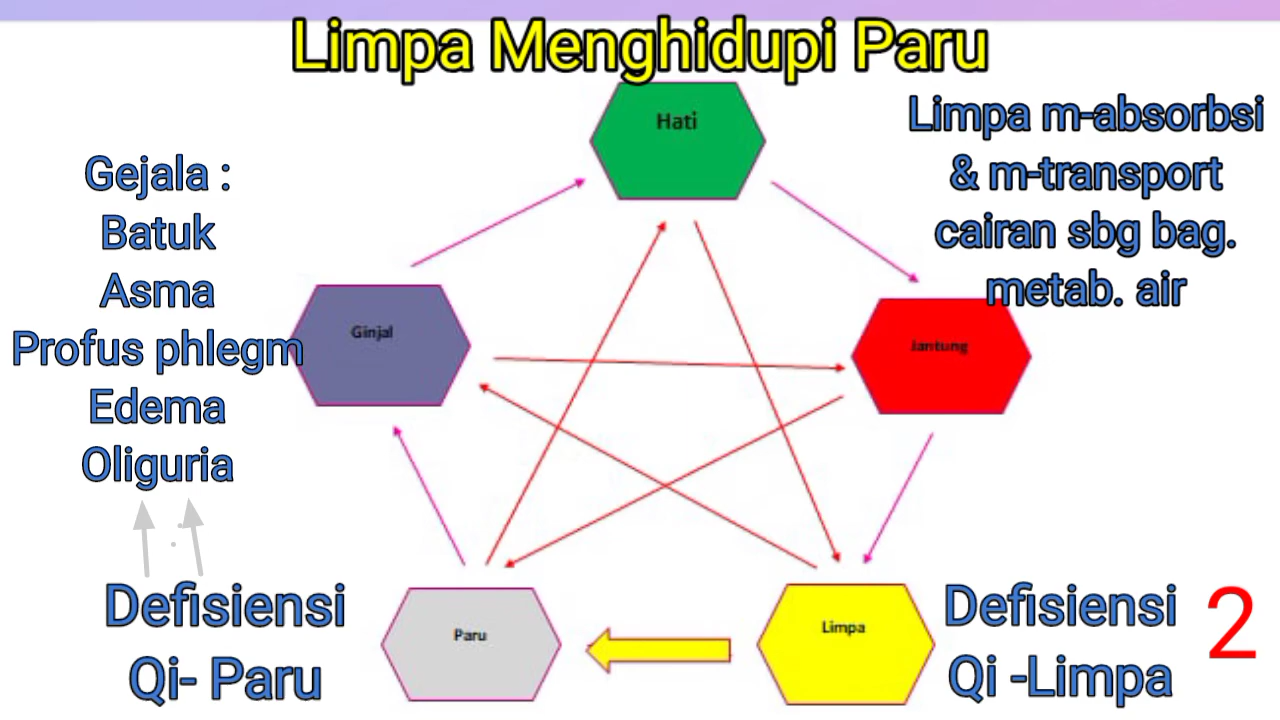 Limpa Menghidupi Paru
Hati
Limpa m-absorbsi
& m-transport
cairan sbg bag.
metab. air
Gejala :
Batuk
Asma
Profus phlegm
Edema
Oliguria
Ginjal
Jantung
Defisiensi
Qi- Paru
Paru
Limpa
Defisiensi
Qi -Limpa
2